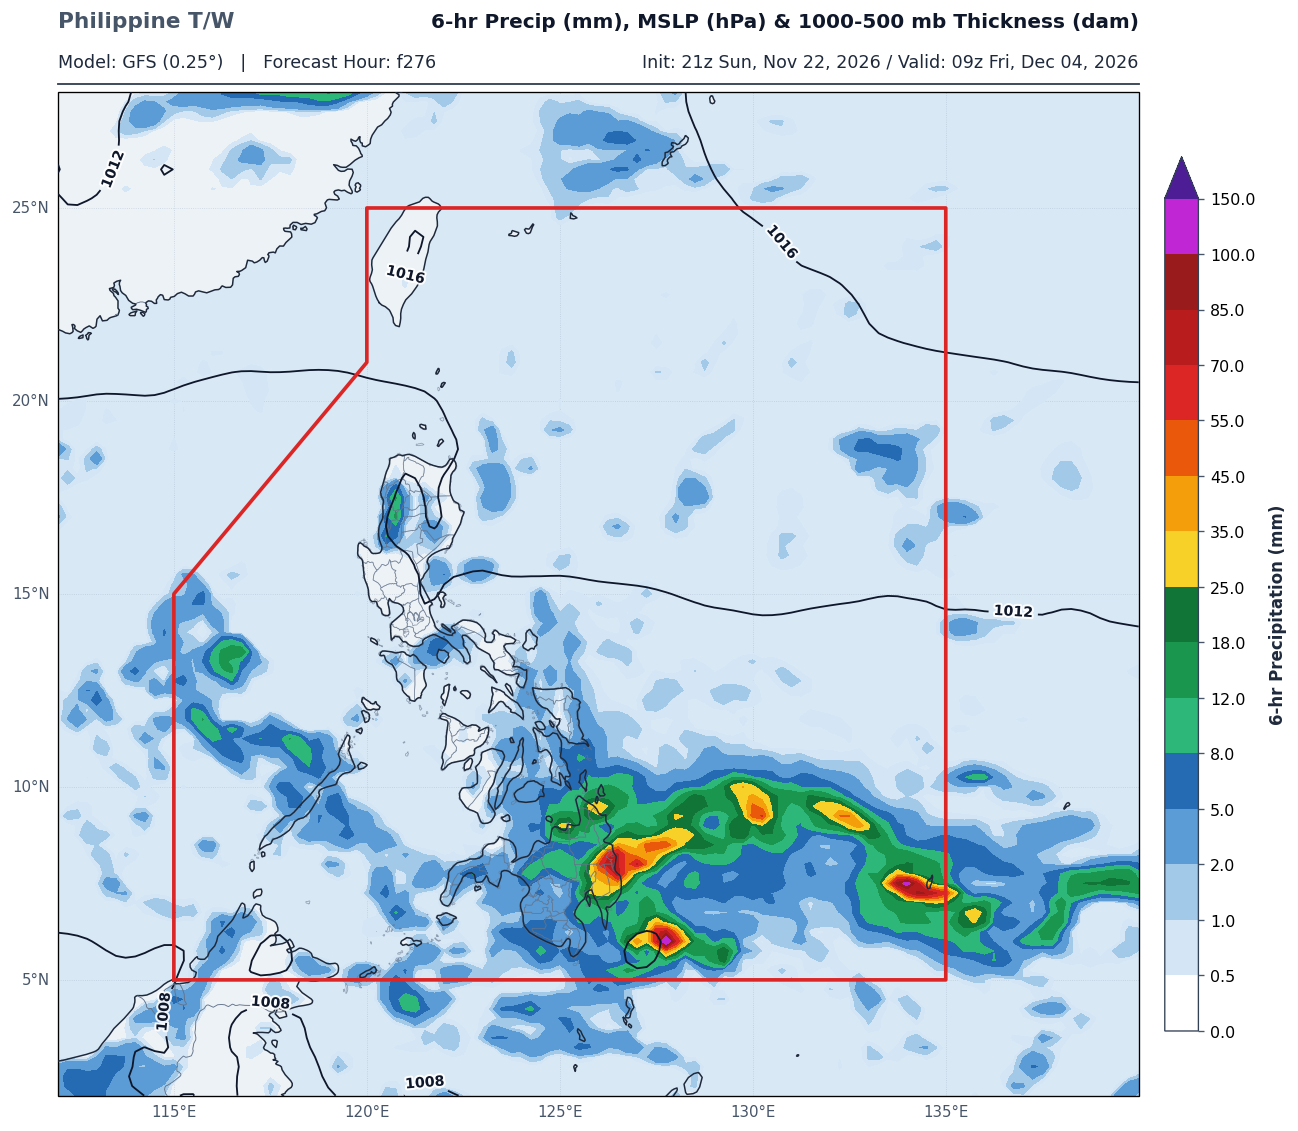 Philippine T/W
6-hr Precip (mm), MSLP (hPa) & 1000-500 mb Thickness (dam)
Model: GFS (0.25°) | Forecast Hour: f276
Init: 21z Sun, Nov 22, 2026 / Valid: 09z Fri, Dec 04, 2026
1012
1016
1016
1012
1008
1008
1008
25°N
20°N
15°N
10°N
5°N
115°E
120°E
125°E
130°E
135°E
150.0
100.0
85.0
70.0
55.0
45.0
35.0
25.0
18.0
12.0
8.0
5.0
2.0
1.0
0.5
0.0
6-hr Precipitation (mm)